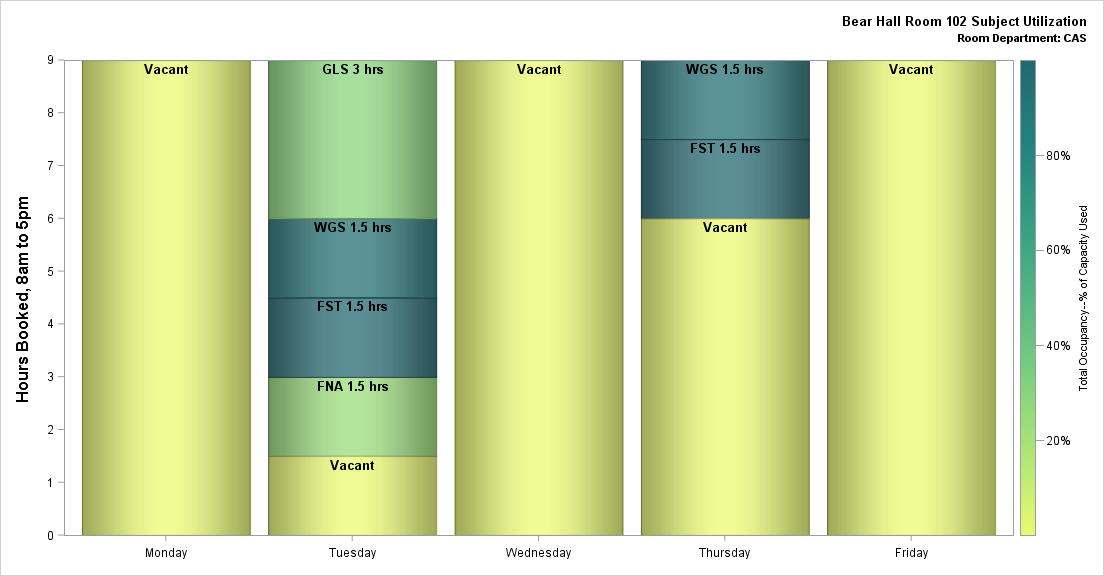 Bear Hall Room 102 Subject Utilization
Room Department: CAS
Hours Booked, 8am to 5pm
9
8
7
6
5
4
3
2
1
0
Vacant
GLS 3 hrs
WGS 1.5 hrs
FST 1.5 hrs
FNA 1.5 hrs
Vacant
Vacant
WGS 1.5 hrs
FST 1.5 hrs
Vacant
Vacant
Monday
Tuesday
Wednesday
Thursday
Friday
80%
60%
40%
20%
Total Occupancy--% of Capacity Used